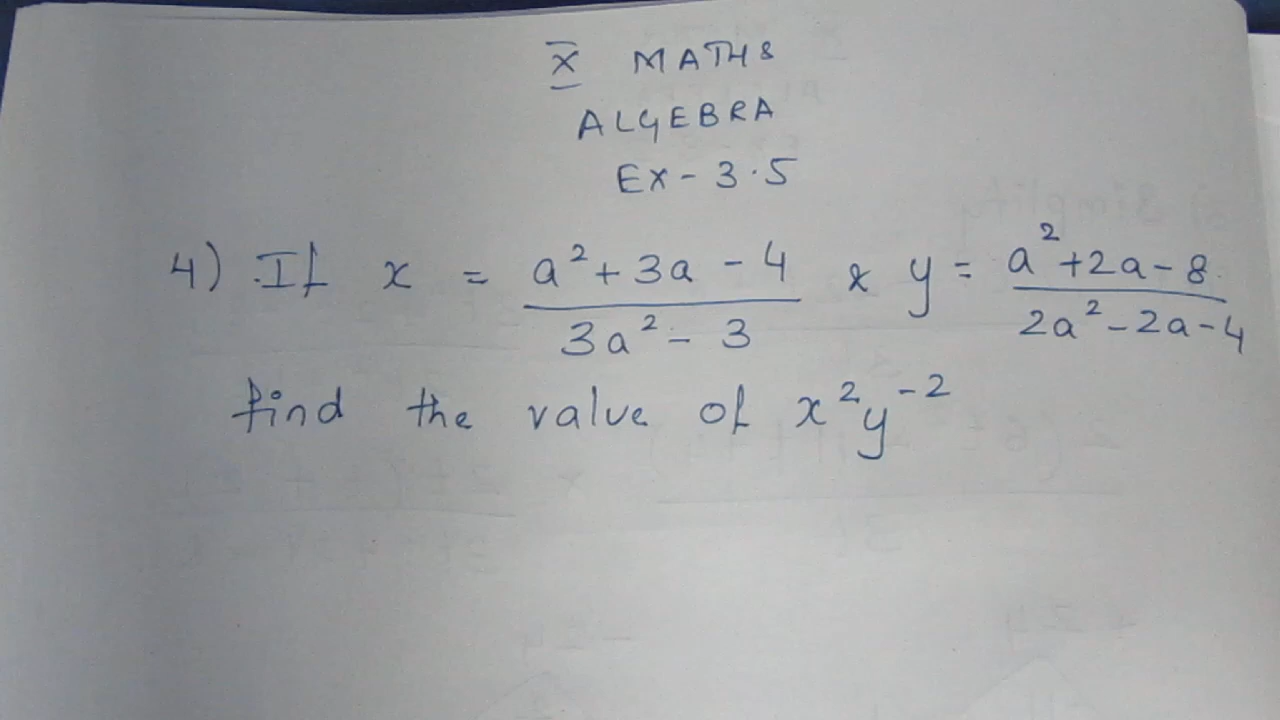 X MATHS
ALGEBRA
EX - 3.5
4) If x = (a² + 3a - 4)/(3a² - 3) & y = (a² + 2a - 8)/(2a² - 2a - 4)
find the value of x²y⁻²